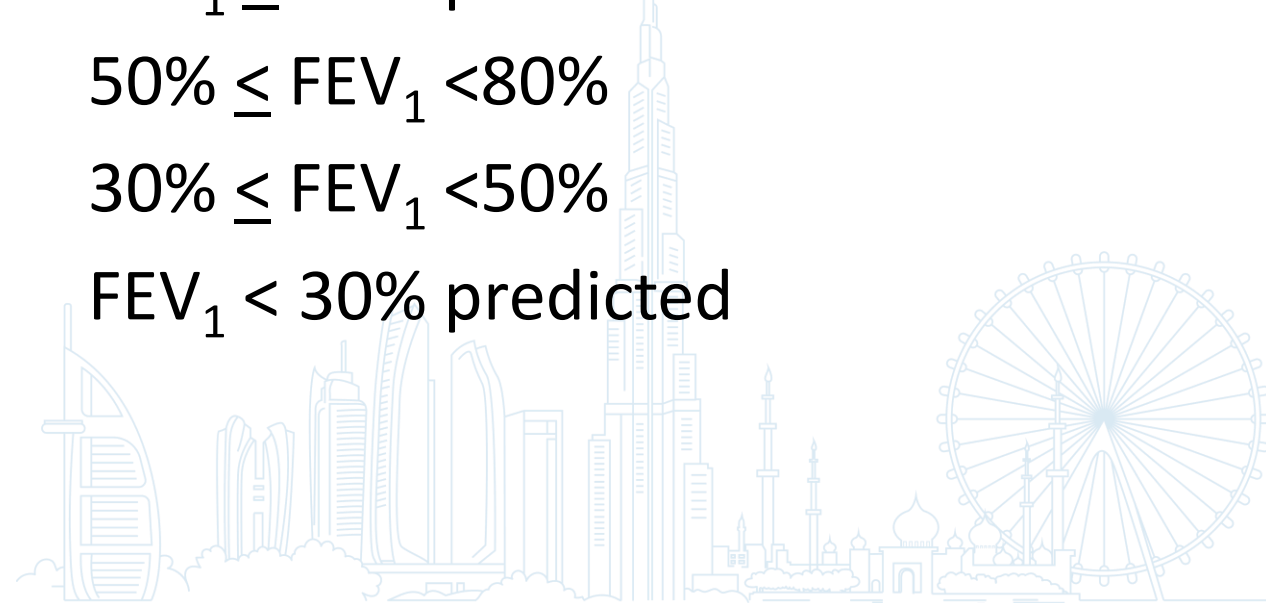 50% ≤ FEV₁ <80%
30% ≤ FEV₁ <50%
FEV₁ < 30% predicted